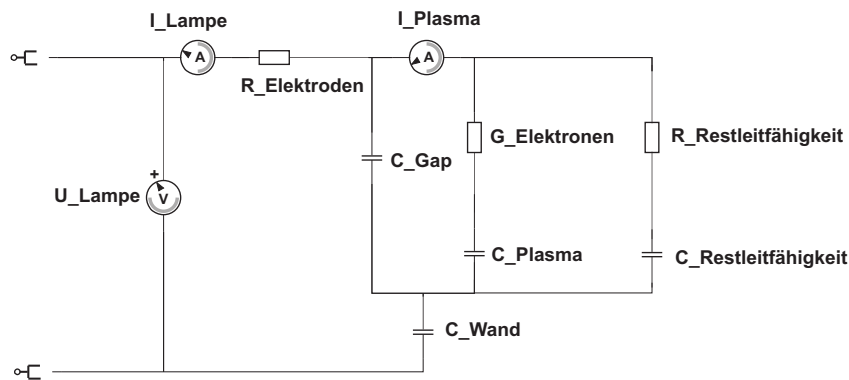 I_Lampe
I_Plasma
A
A
R_Elektroden
G_Elektronen
R_Restleitfähigkeit
C_Gap
+
U_Lampe
V
C_Plasma
C_Restleitfähigkeit
C_Wand